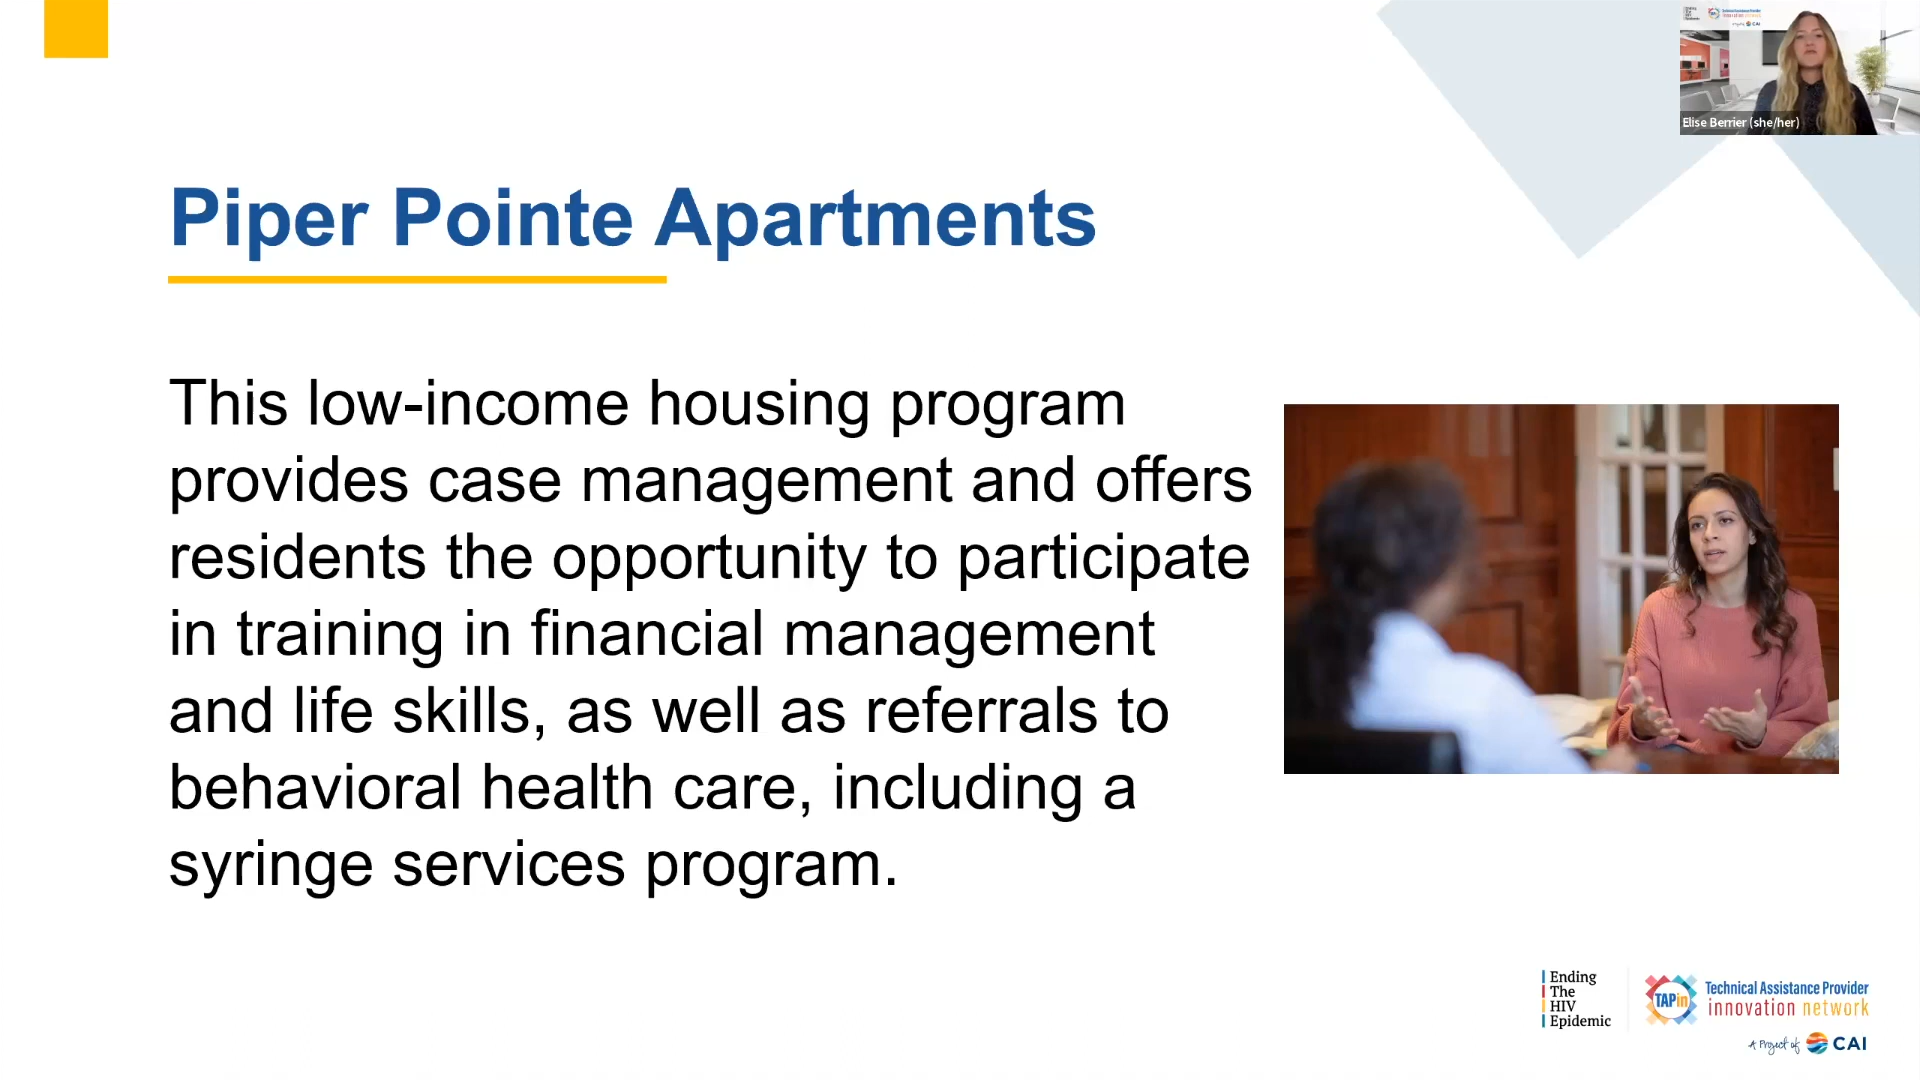 Elise Berrier (she/her)
Piper Pointe Apartments
This low-income housing program
provides case management and offers
residents the opportunity to participate
in training in financial management
and life skills, as well as referrals to
behavioral health care, including a
syringe services program.
Ending
The
HIV
Epidemic
TAPin
Technical Assistance Provider
innovation network
A Project of CAI